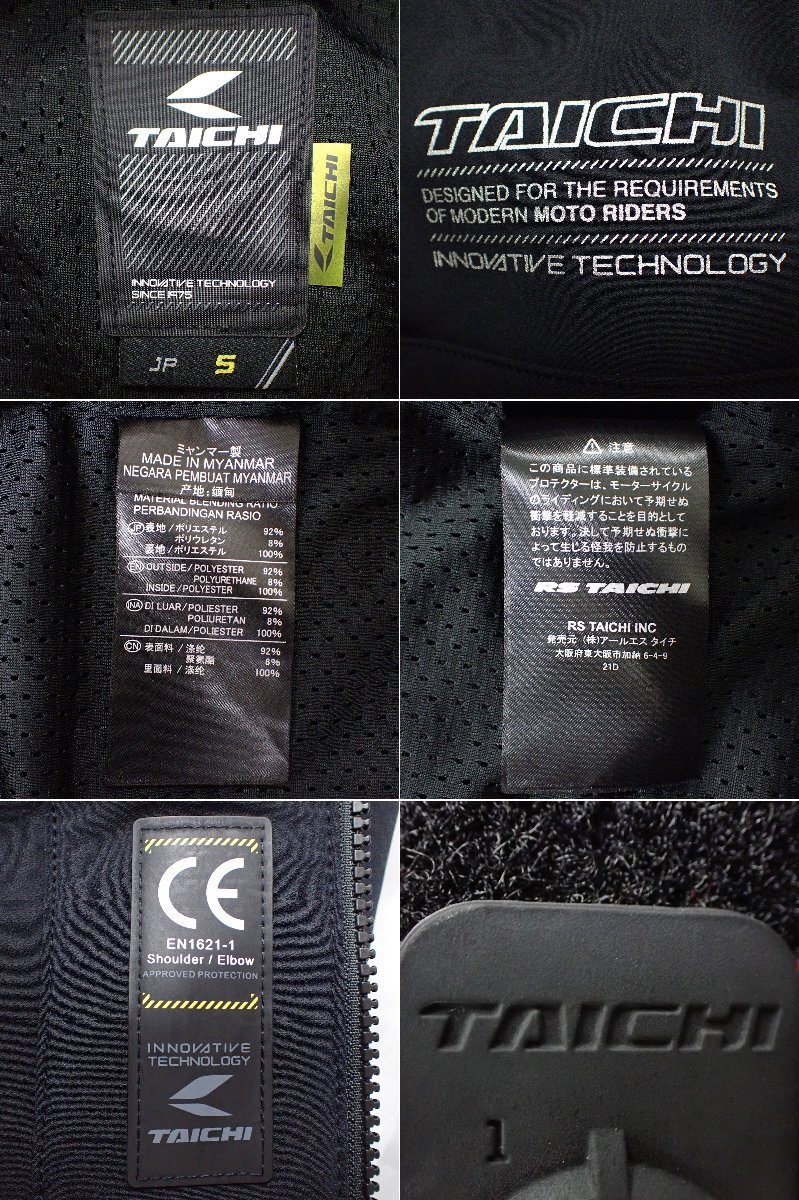 TAICHI
TAICHI
INNOVATIVE TECHNOLOGY
SINCE 1975
JP S
TAICHI
DESIGNED FOR THE REQUIREMENTS
OF MODERN MOTO RIDERS
INNOVATIVE TECHNOLOGY
ミャンマー製
MADE IN MYANMAR
NEGARA PEMBUAT MYANMAR
产地:缅甸
MATERIAL BLENDING RATIO
PERBANDINGAN RASIO
JP 表地/ポリエステル 92%
ポリウレタン 8%
裏地/ポリエステル 100%
EN OUTSIDE/POLYESTER 92%
POLYURETHANE 8%
INSIDE/POLYESTER 100%
INA DI LUAR/POLIESTER 92%
POLIURETAN 8%
DI DALAM/POLIESTER 100%
CN 表面料/涤纶 92%
聚氨酯 8%
里面料/涤纶 100%
注意
この商品に標準装備されている
プロテクターは、モーターサイクル
のライディングにおいて予期せぬ
衝撃を軽減することを目的として
おります。決して予期せぬ衝撃に
よって生じる怪我を防止するもの
ではありません。
RS TAICHI
RS TAICHI INC
発売元 (株)アールエス タイチ
大阪府東大阪市加納 6-4-9
21D
CE
EN1621-1
Shoulder / Elbow
APPROVED PROTECTION
INNOVATIVE
TECHNOLOGY
TAICHI
TAICHI
1